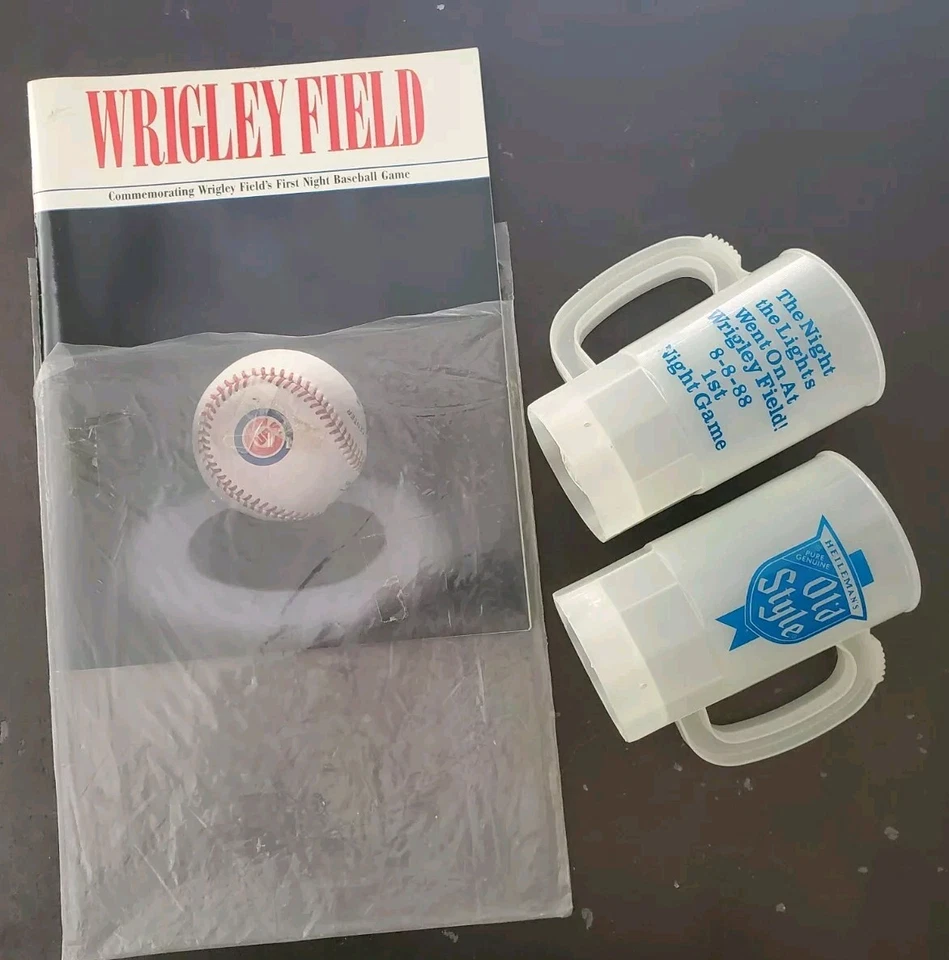 WRIGLEY FIELD
Commemorating Wrigley Field's First Night Baseball Game
The Night
the Lights
Went On At
Wrigley Field!
8-8-88
1st
Night Game
HEILEMAN'S
PURE
GENUINE
Old
Style